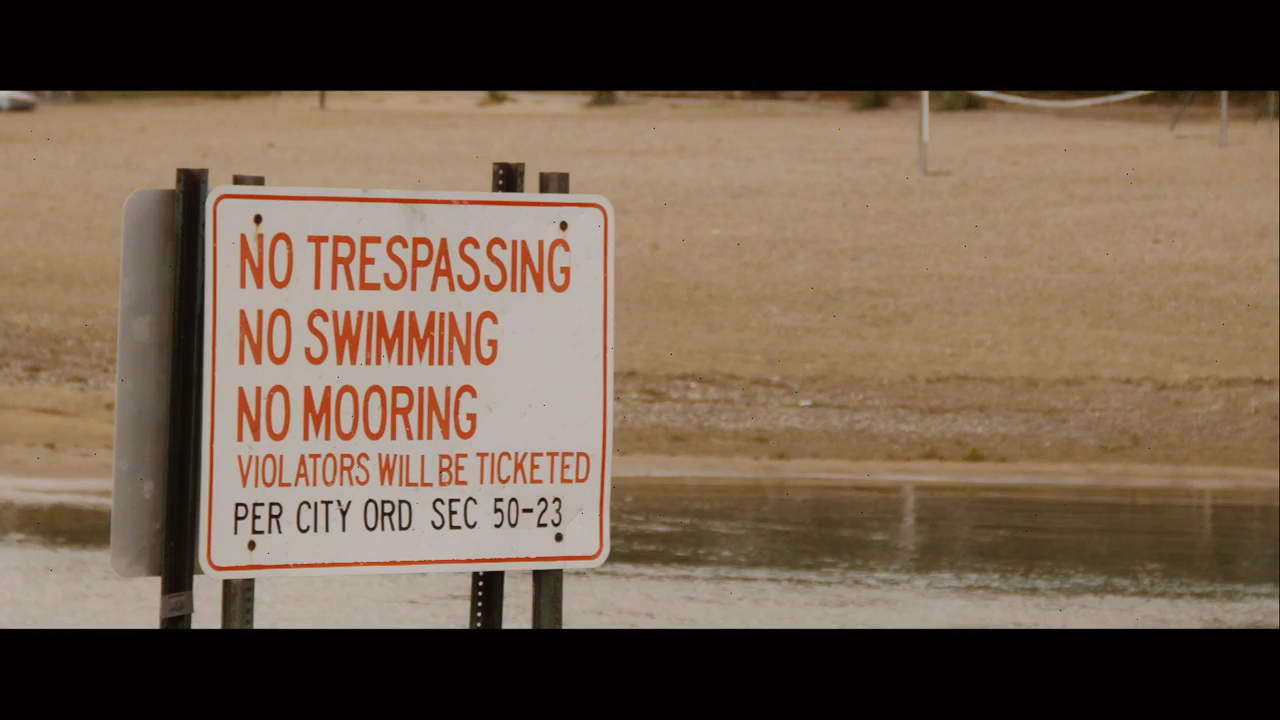 NO TRESPASSING
NO SWIMMING
NO MOORING
VIOLATORS WILL BE TICKETED
PER CITY ORD SEC 50-23